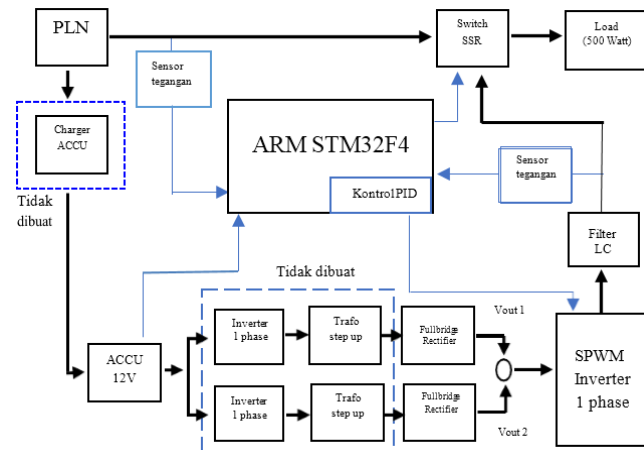 PLN
Switch
SSR
Load
(500 Watt)
Sensor
tegangan
Charger
ACCU
Tidak
dibuat
ARM STM32F4
KontrolPID
Sensor
tegangan
Filter
LC
Tidak dibuat
Inverter
1 phase
Trafo
step up
Fullbridge
Rectifier
Vout 1
ACCU
12V
SPWM
Inverter
1 phase
Inverter
1 phase
Trafo
step up
Fullbridge
Rectifier
Vout 2